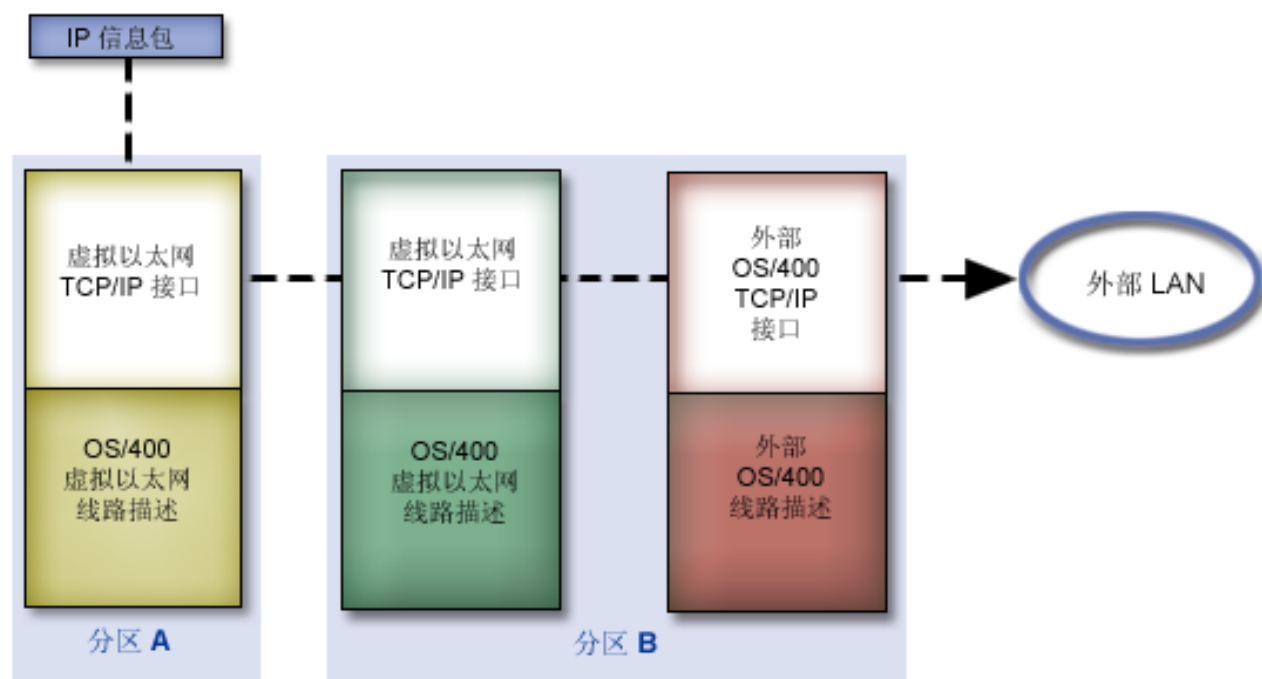 IP 信息包
虚拟以太网
TCP/IP 接口
OS/400
虚拟以太网
线路描述
分区 A
虚拟以太网
TCP/IP 接口
OS/400
虚拟以太网
线路描述
外部
OS/400
TCP/IP
接口
外部
OS/400
线路描述
分区 B
外部 LAN